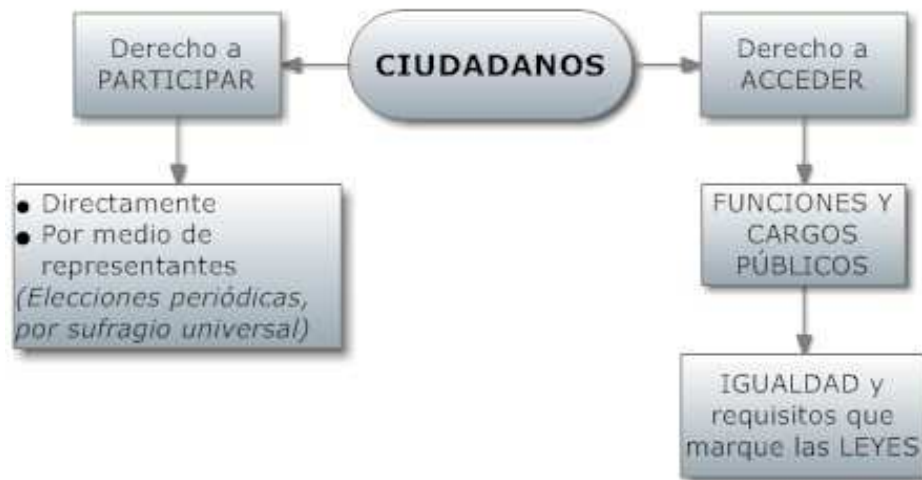 Derecho a
PARTICIPAR
CIUDADANOS
Derecho a
ACCEDER
● Directamente
● Por medio de
representantes
(Elecciones periódicas,
por sufragio universal)
FUNCIONES Y
CARGOS
PÚBLICOS
IGUALDAD y
requisitos que
marque las LEYES